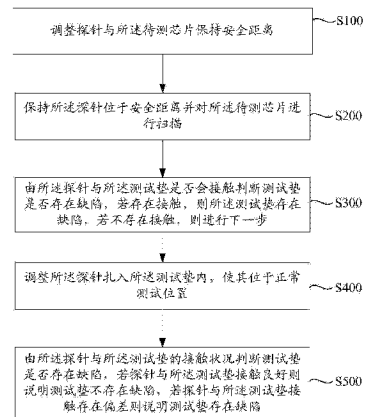 调整探针与所述待测芯片保持安全距离
S100
保持所述探针位于安全距离并对所述待测芯片进
行扫描
S200
由所述探针与所述测试垫是否会接触判断测试垫
是否存在缺陷，若存在接触，则所述测试垫存在
缺陷，若不存在接触，则进行下一步
S300
调整所述探针扎入所述测试垫内，使其位于正常
测试位置
S400
由所述探针与所述测试垫的接触状况判断测试垫
是否存在缺陷，若探针与所述测试垫接触良好则
说明测试垫不存在缺陷，若探针与所述测试垫接
触存在偏差则说明测试垫存在缺陷
S500